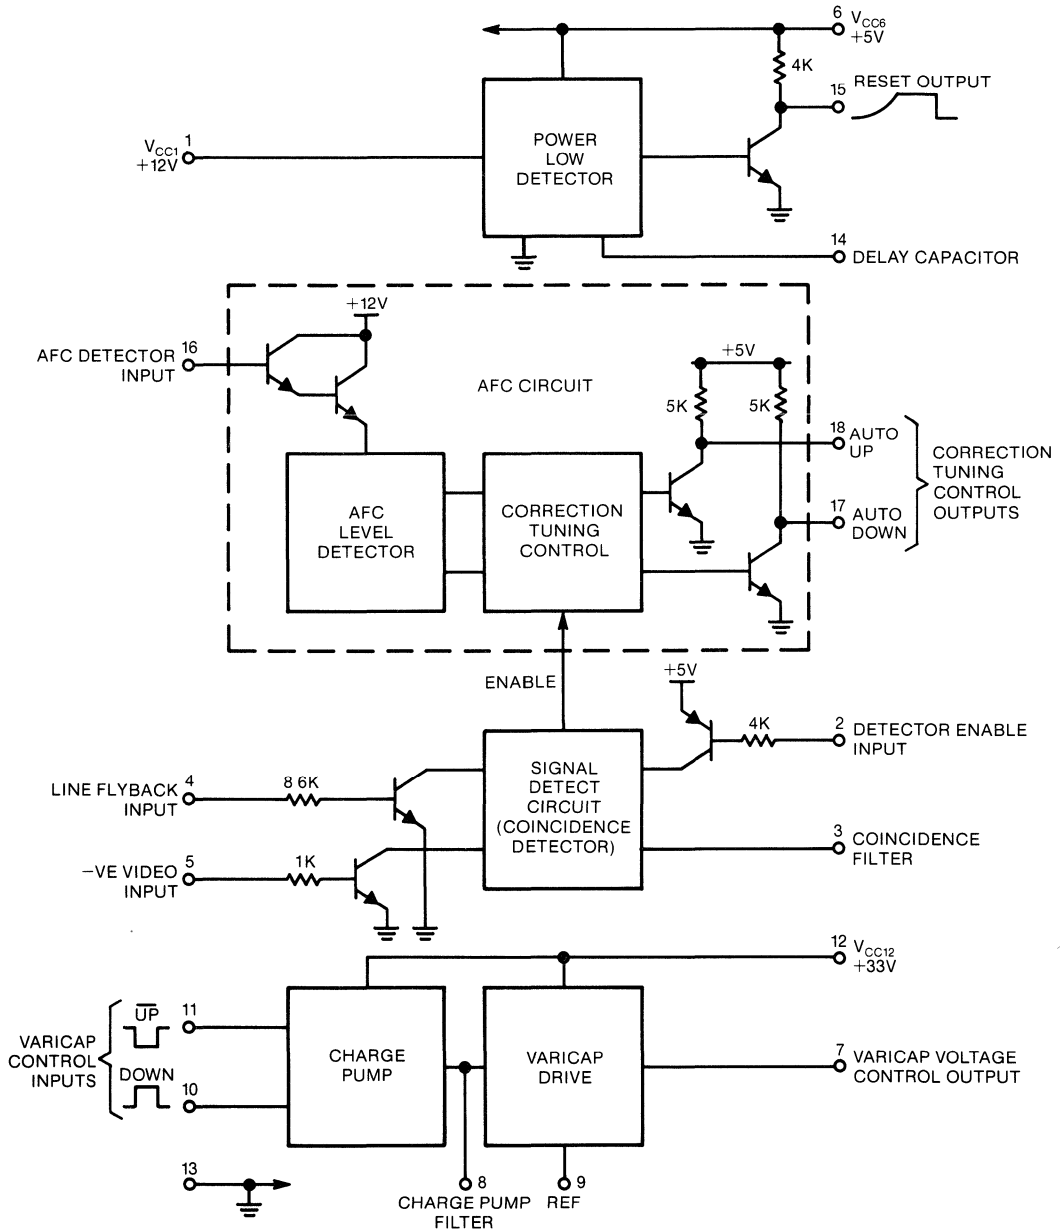 6 VCC6
+5V
4K
15 RESET OUTPUT
VCC1 1
+12V
POWER
LOW
DETECTOR
14
DELAY CAPACITOR
+12V
AFC DETECTOR 16
INPUT
AFC CIRCUIT
+5V
5K 5K
18 AUTO
UP
17 AUTO
DOWN
CORRECTION
TUNING
CONTROL
OUTPUTS
AFC
LEVEL
DETECTOR
CORRECTION
TUNING
CONTROL
ENABLE
+5V
4K
2 DETECTOR ENABLE
INPUT
LINE FLYBACK 4
INPUT
8 6K
SIGNAL
DETECT
CIRCUIT
(COINCIDENCE
DETECTOR)
3 COINCIDENCE
FILTER
−VE VIDEO 5
INPUT
1K
12 VCC12
+33V
VARICAP
CONTROL
INPUTS
U̅P̅ 11
DOWN
10
CHARGE
PUMP
VARICAP
DRIVE
7 VARICAP VOLTAGE
CONTROL OUTPUT
13
8
CHARGE PUMP
FILTER
9
REF